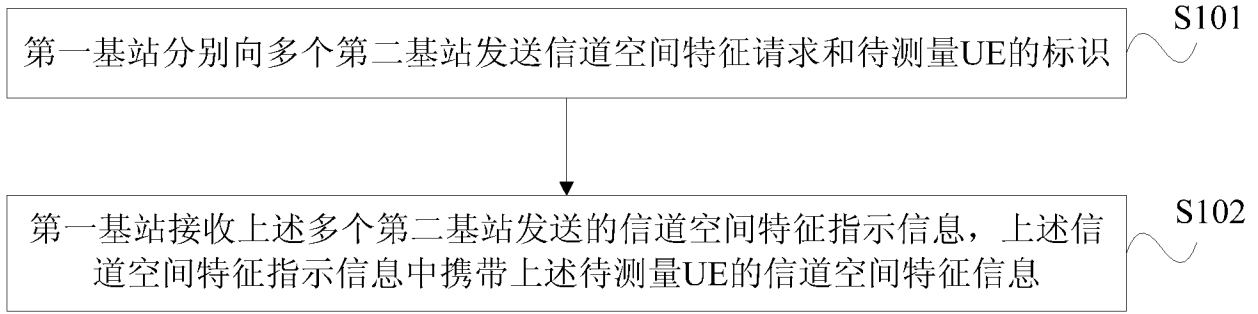 S101
第一基站分别向多个第二基站发送信道空间特征请求和待测量UE的标识
S102
第一基站接收上述多个第二基站发送的信道空间特征指示信息，上述信
道空间特征指示信息中携带上述待测量UE的信道空间特征信息